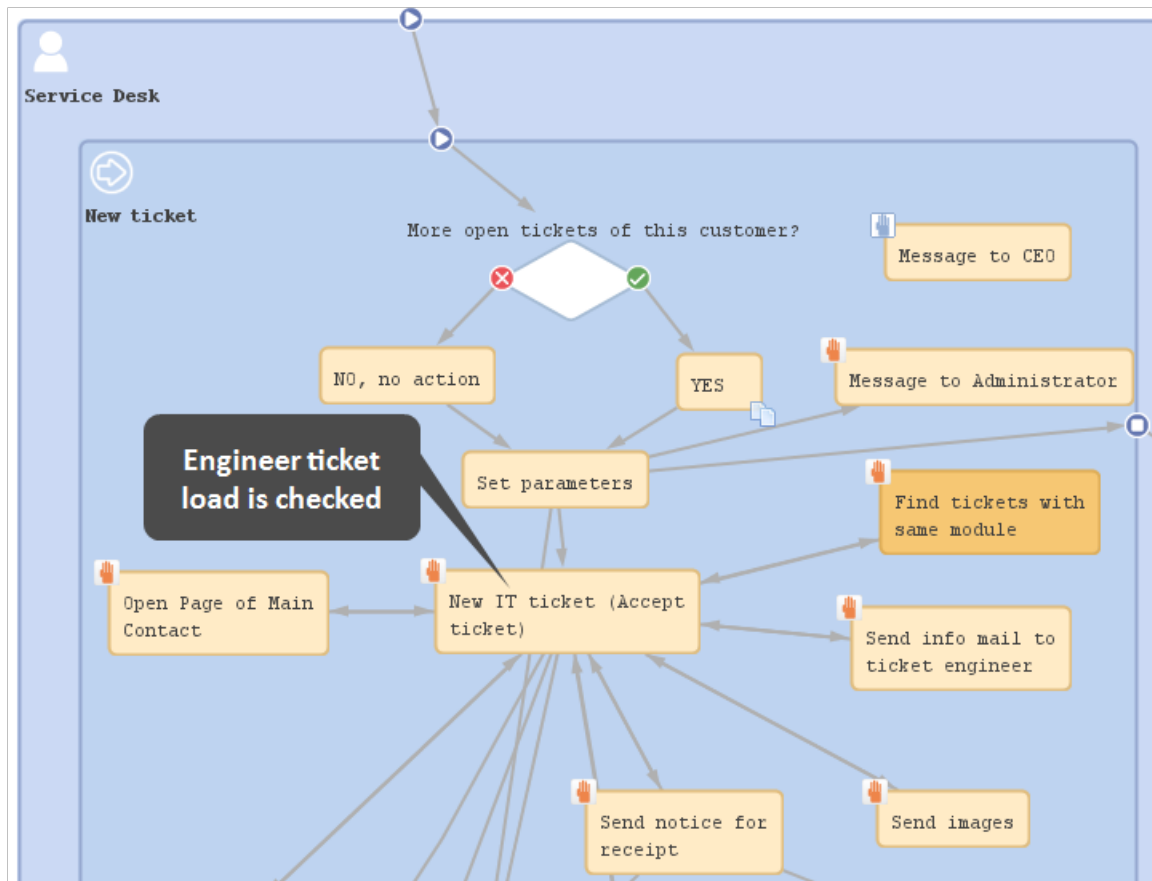 Service Desk
New ticket
More open tickets of this customer?
Message to CEO
NO, no action
YES
Message to Administrator
Engineer ticket
load is checked
Set parameters
Find tickets with
same module
Open Page of Main
Contact
New IT ticket (Accept
ticket)
Send info mail to
ticket engineer
Send notice for
receipt
Send images